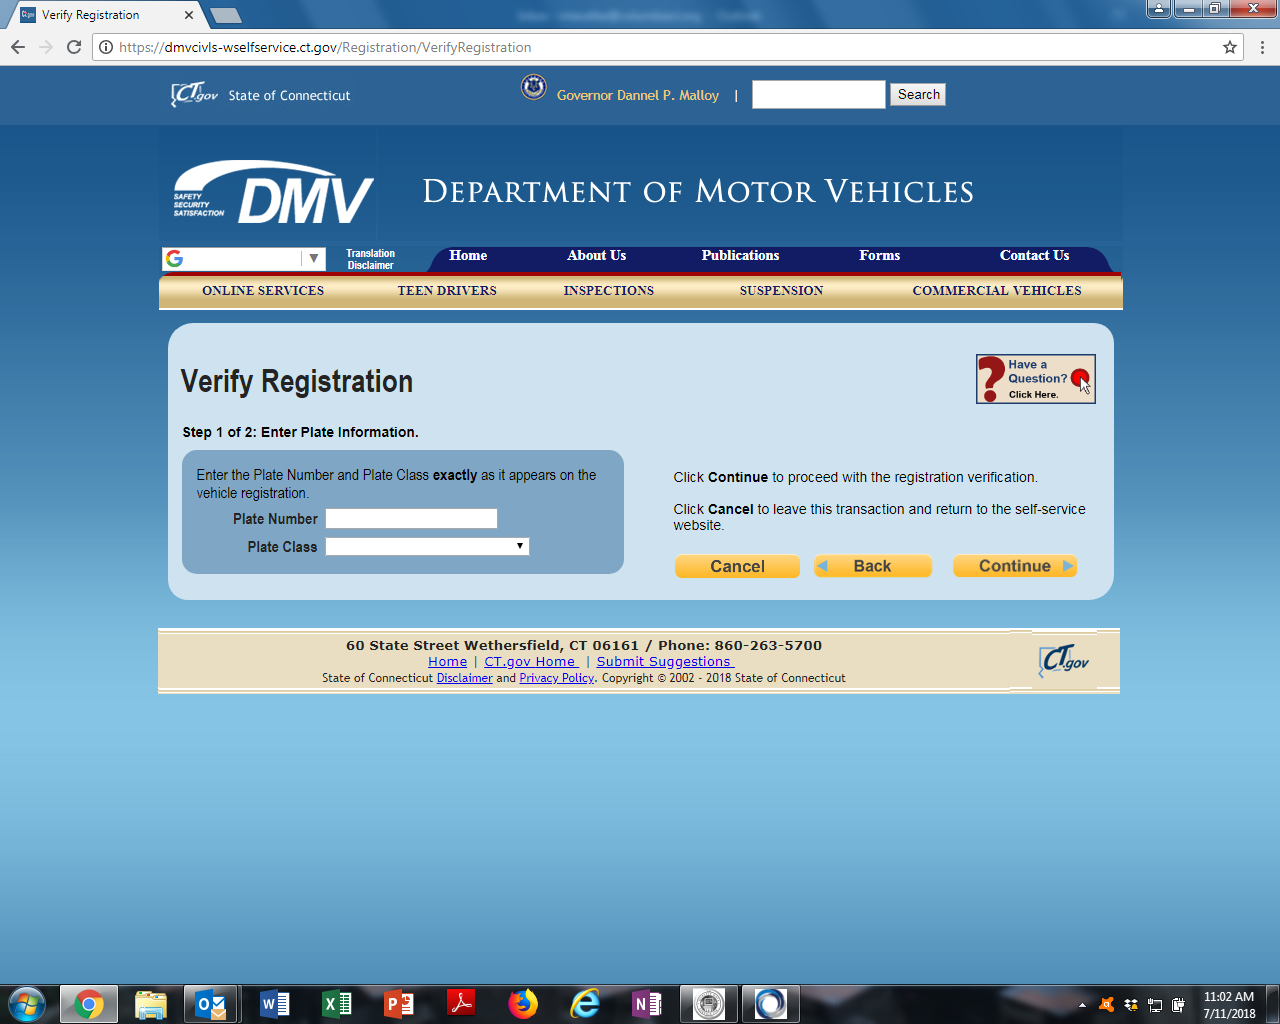 Verify Registration
https://dmvcivls-wselfservice.ct.gov/Registration/VerifyRegistration
CT.gov State of Connecticut Governor Dannel P. Malloy | Search
SAFETY
SECURITY
SATISFACTION
DMV
DEPARTMENT OF MOTOR VEHICLES
G Translation Disclaimer Home About Us Publications Forms Contact Us
ONLINE SERVICES TEEN DRIVERS INSPECTIONS SUSPENSION COMMERCIAL VEHICLES
Verify Registration
? Have a
Question?
Click Here.
Step 1 of 2: Enter Plate Information.
Enter the Plate Number and Plate Class exactly as it appears on the
vehicle registration.
Plate Number
Plate Class
Click Continue to proceed with the registration verification.
Click Cancel to leave this transaction and return to the self-service
website.
Cancel Back Continue
60 State Street Wethersfield, CT 06161 / Phone: 860-263-5700
Home | CT.gov Home | Submit Suggestions
State of Connecticut Disclaimer and Privacy Policy. Copyright © 2002 - 2018 State of Connecticut
CT.gov
11:02 AM
7/11/2018